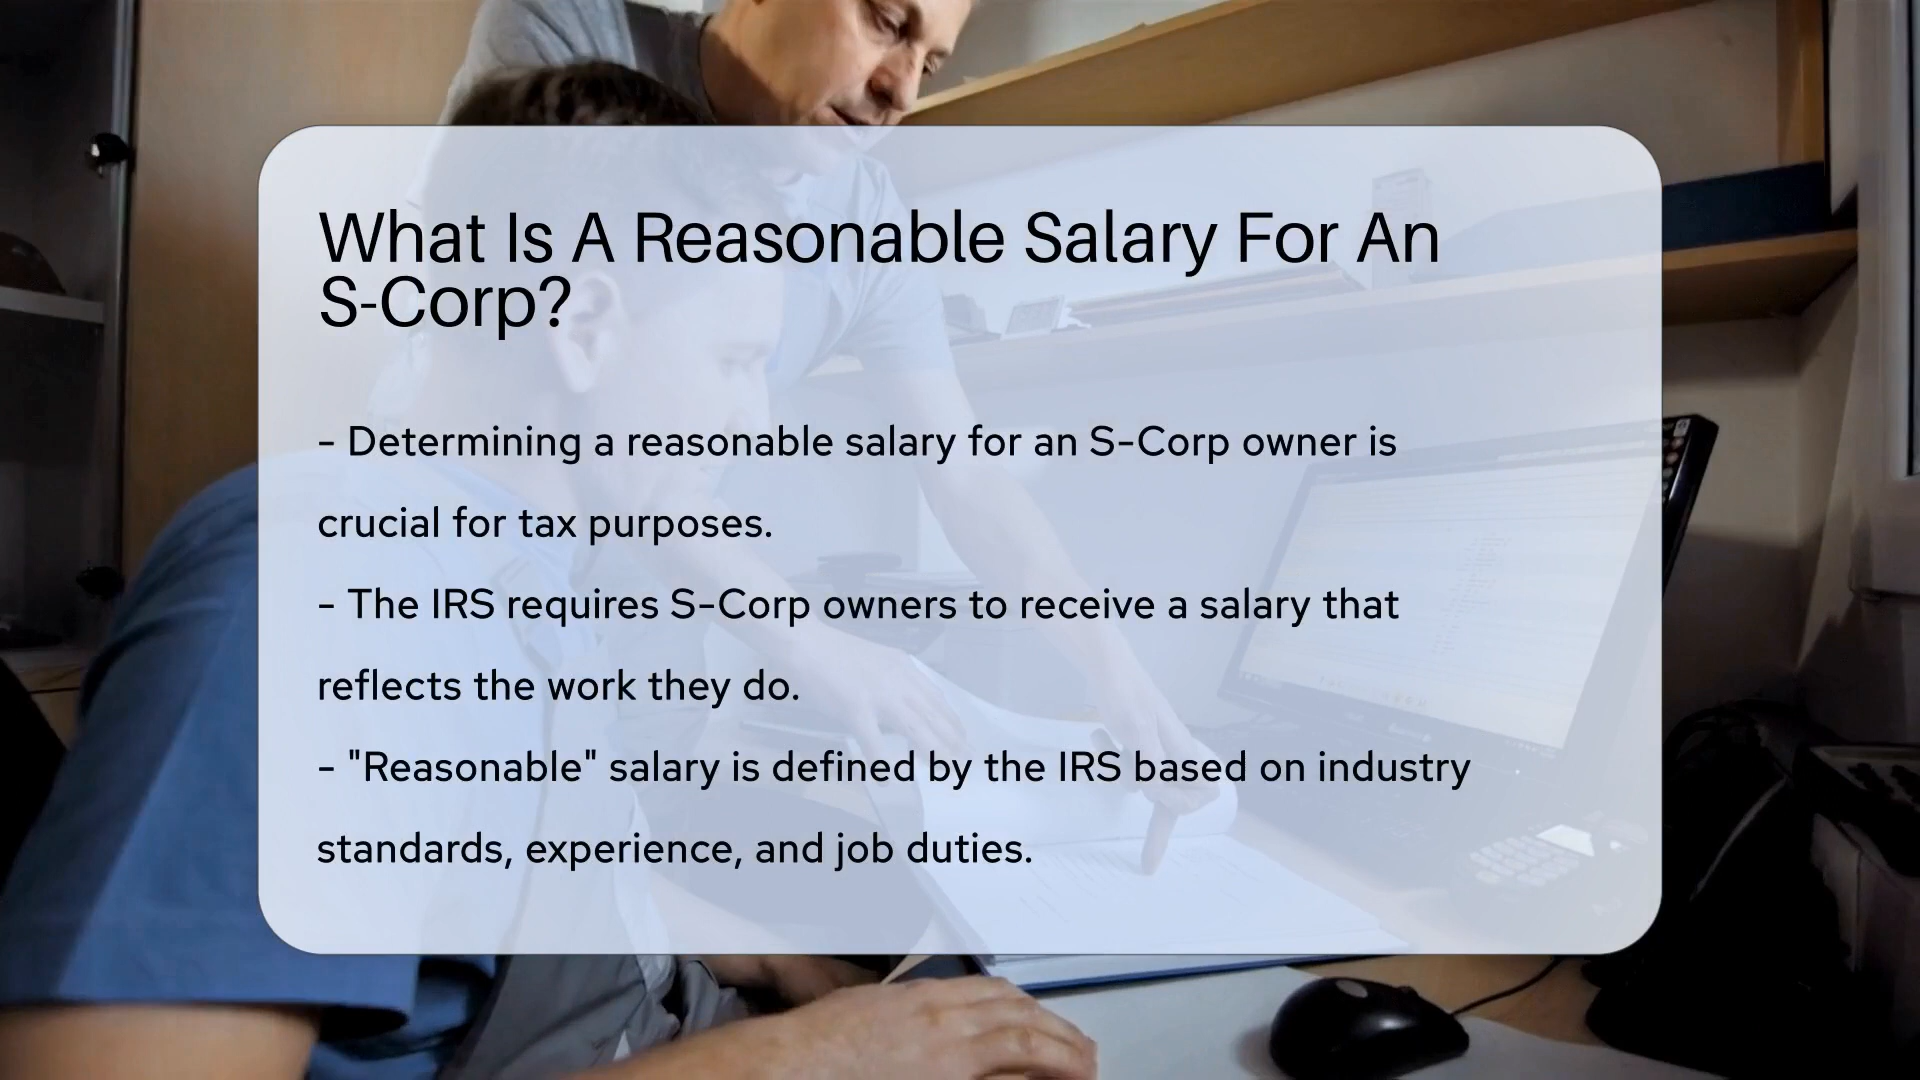 What Is A Reasonable Salary For An
S-Corp?
- Determining a reasonable salary for an S-Corp owner is
crucial for tax purposes.
- The IRS requires S-Corp owners to receive a salary that
reflects the work they do.
- "Reasonable" salary is defined by the IRS based on industry
standards, experience, and job duties.